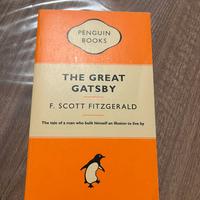 PENGUIN
BOOKS
THE GREAT
GATSBY
F. SCOTT FITZGERALD
The tale of a man who built himself an illusion to live by